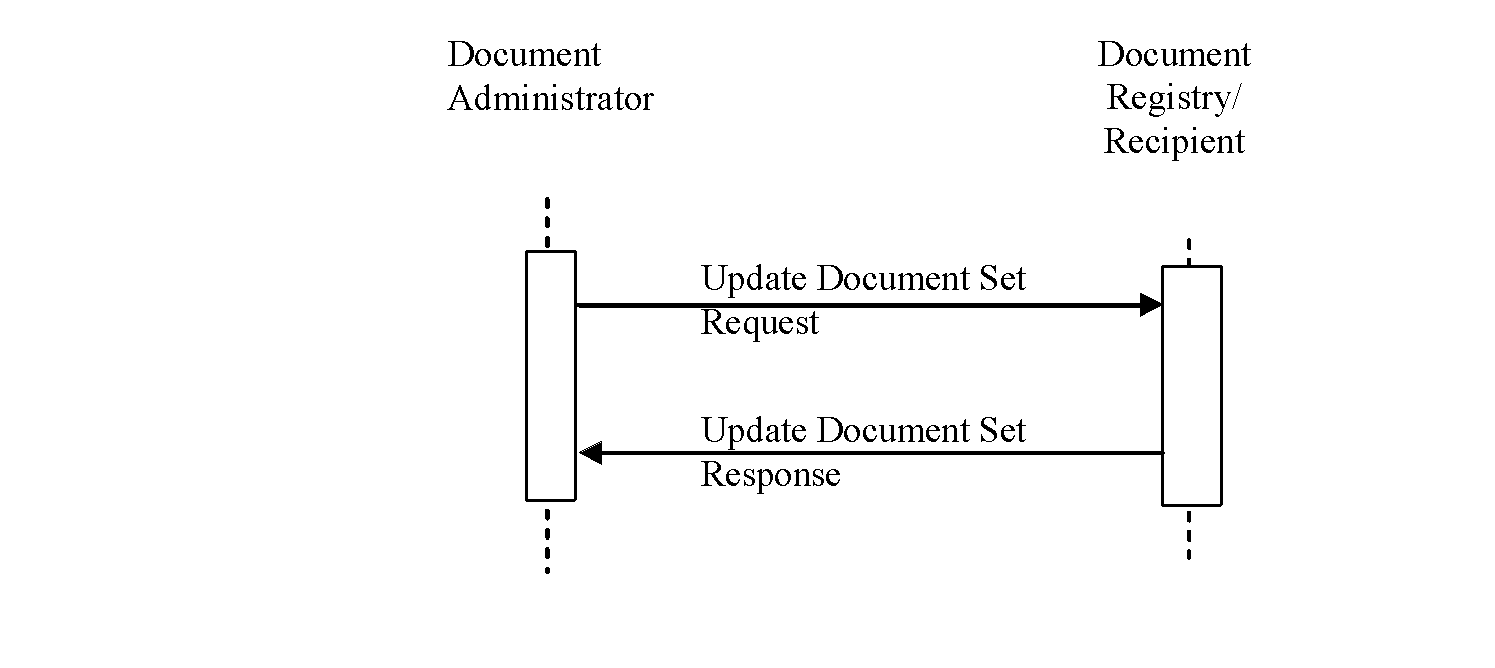 Document
Administrator
Document
Registry/
Recipient
Update Document Set
Request
Update Document Set
Response